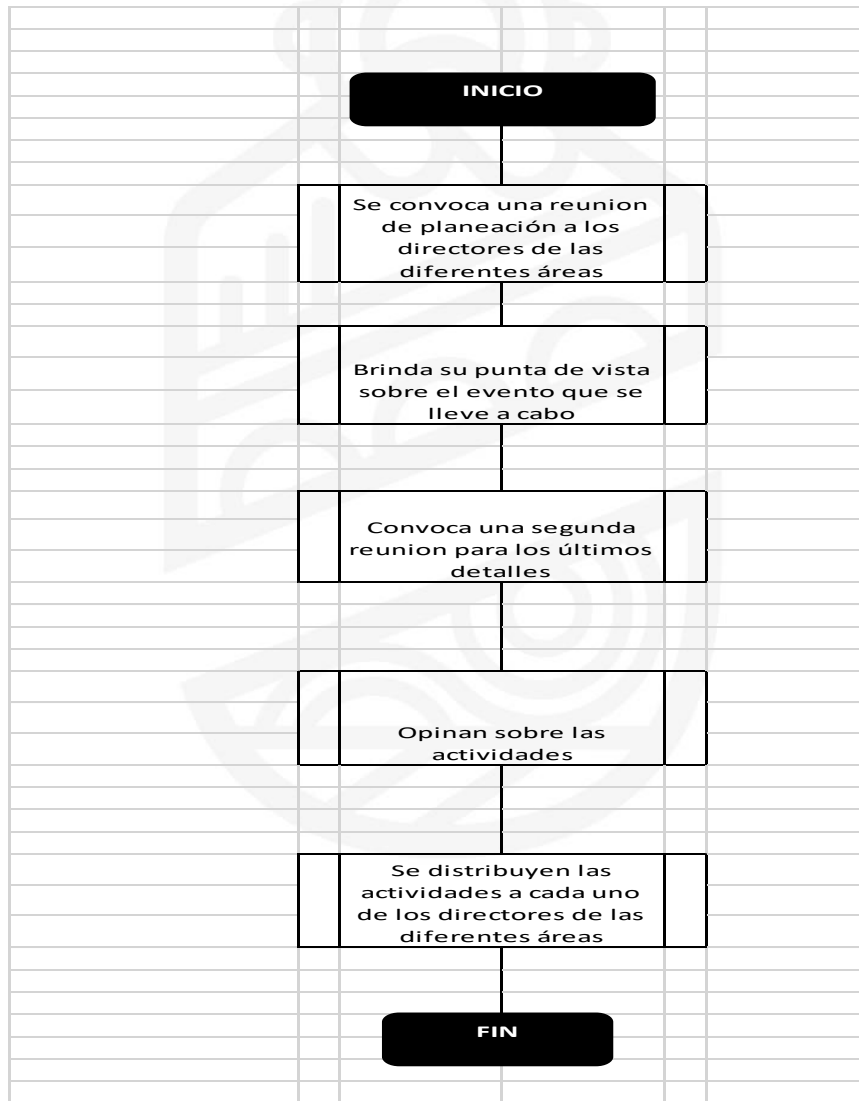 INICIO
Se convoca una reunion
de planeación a los
directores de las
diferentes áreas
Brinda su punta de vista
sobre el evento que se
lleve a cabo
Convoca una segunda
reunion para los últimos
detalles
Opinan sobre las
actividades
Se distribuyen las
actividades a cada uno
de los directores de las
diferentes áreas
FIN